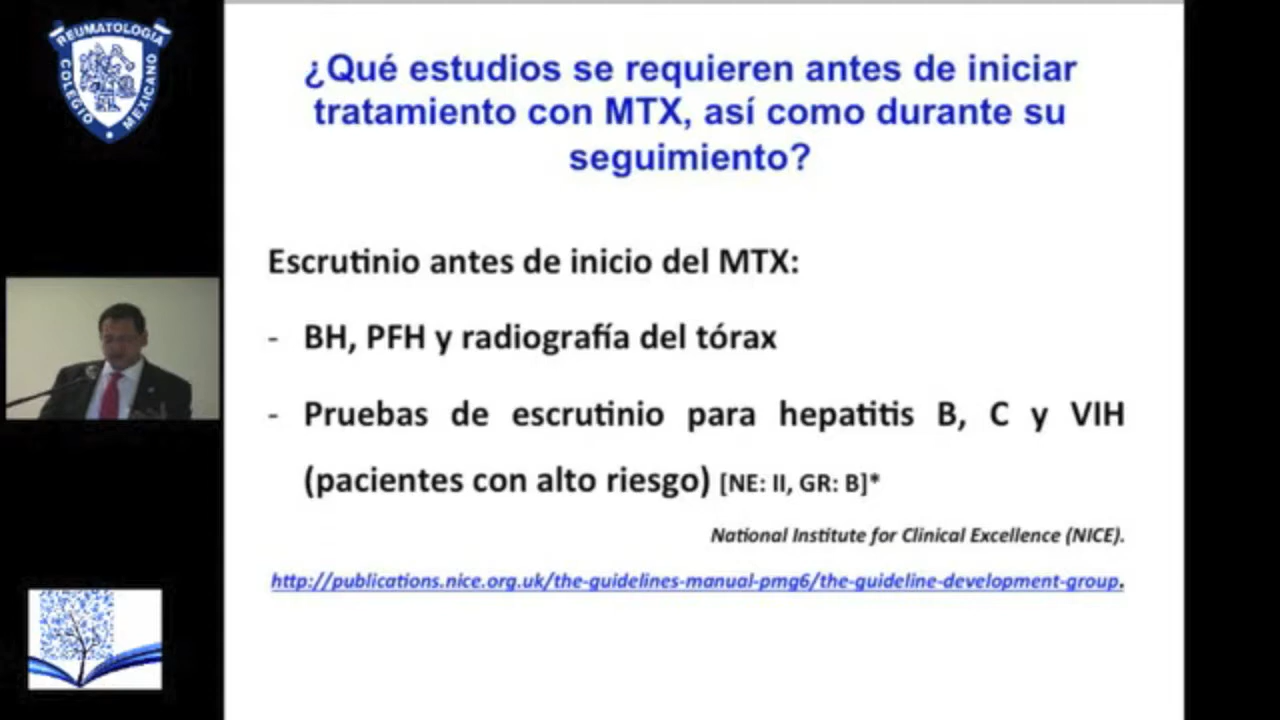 REUMATOLOGIA
COLEGIO
MEXICANO
¿Qué estudios se requieren antes de iniciar
tratamiento con MTX, así como durante su
seguimiento?
Escrutinio antes de inicio del MTX:
- BH, PFH y radiografía del tórax
- Pruebas de escrutinio para hepatitis B, C y VIH
(pacientes con alto riesgo) [NE: II, GR: B]*
National Institute for Clinical Excellence (NICE).
http://publications.nice.org.uk/the-guidelines-manual-pmg6/the-guideline-development-group.